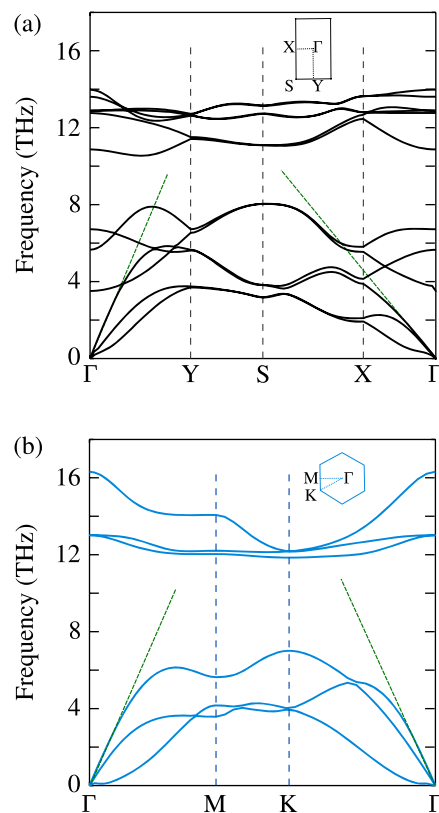 (a)
16
12
8
4
0
Frequency (THz)
X Γ
S Y
Γ Y S X Γ
(b)
16
12
8
4
0
Frequency (THz)
M Γ
K
Γ M K Γ